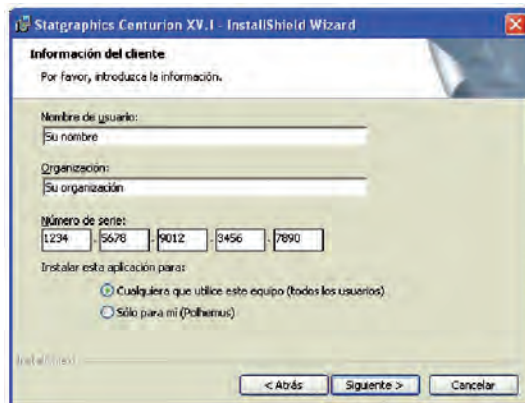 Statgraphics Centurion XV.I - InstallShield Wizard
Información del cliente
Por favor, introduzca la información.
Nombre de usuario:
Su nombre
Organización:
Su organización
Número de serie:
1234 - 5678 - 9012 - 3456 - 7890
Instalar esta aplicación para:
Cualquiera que utilice este equipo (todos los usuarios)
Sólo para mi (Polhemus)
InstallShield
< Atrás Siguiente > Cancelar